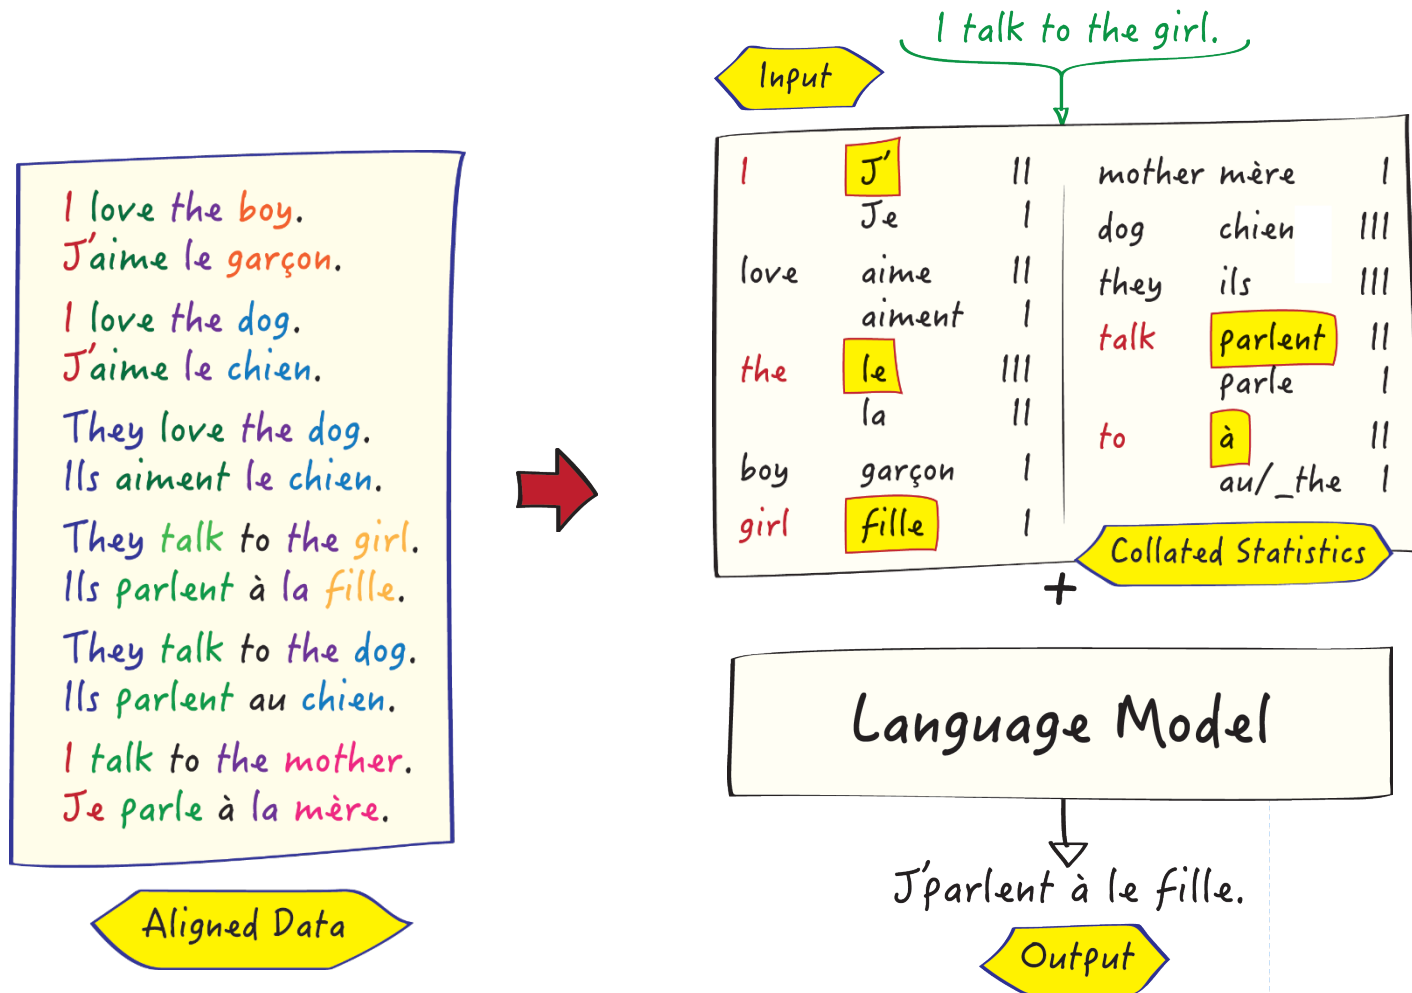 I love the boy.
J'aime le garçon.
I love the dog.
J'aime le chien.
They love the dog.
Ils aiment le chien.
They talk to the girl.
Ils parlent à la fille.
They talk to the dog.
Ils parlent au chien.
I talk to the mother.
Je parle à la mère.
Aligned Data
I talk to the girl.
Input
I J' II
Je I
love aime II
aiment I
the le III
la II
boy garçon I
girl fille I
mother mère I
dog chien III
they ils III
talk parlent II
parle I
to à II
au/_the I
Collated Statistics
+
Language Model
J'parlent à le fille.
Output